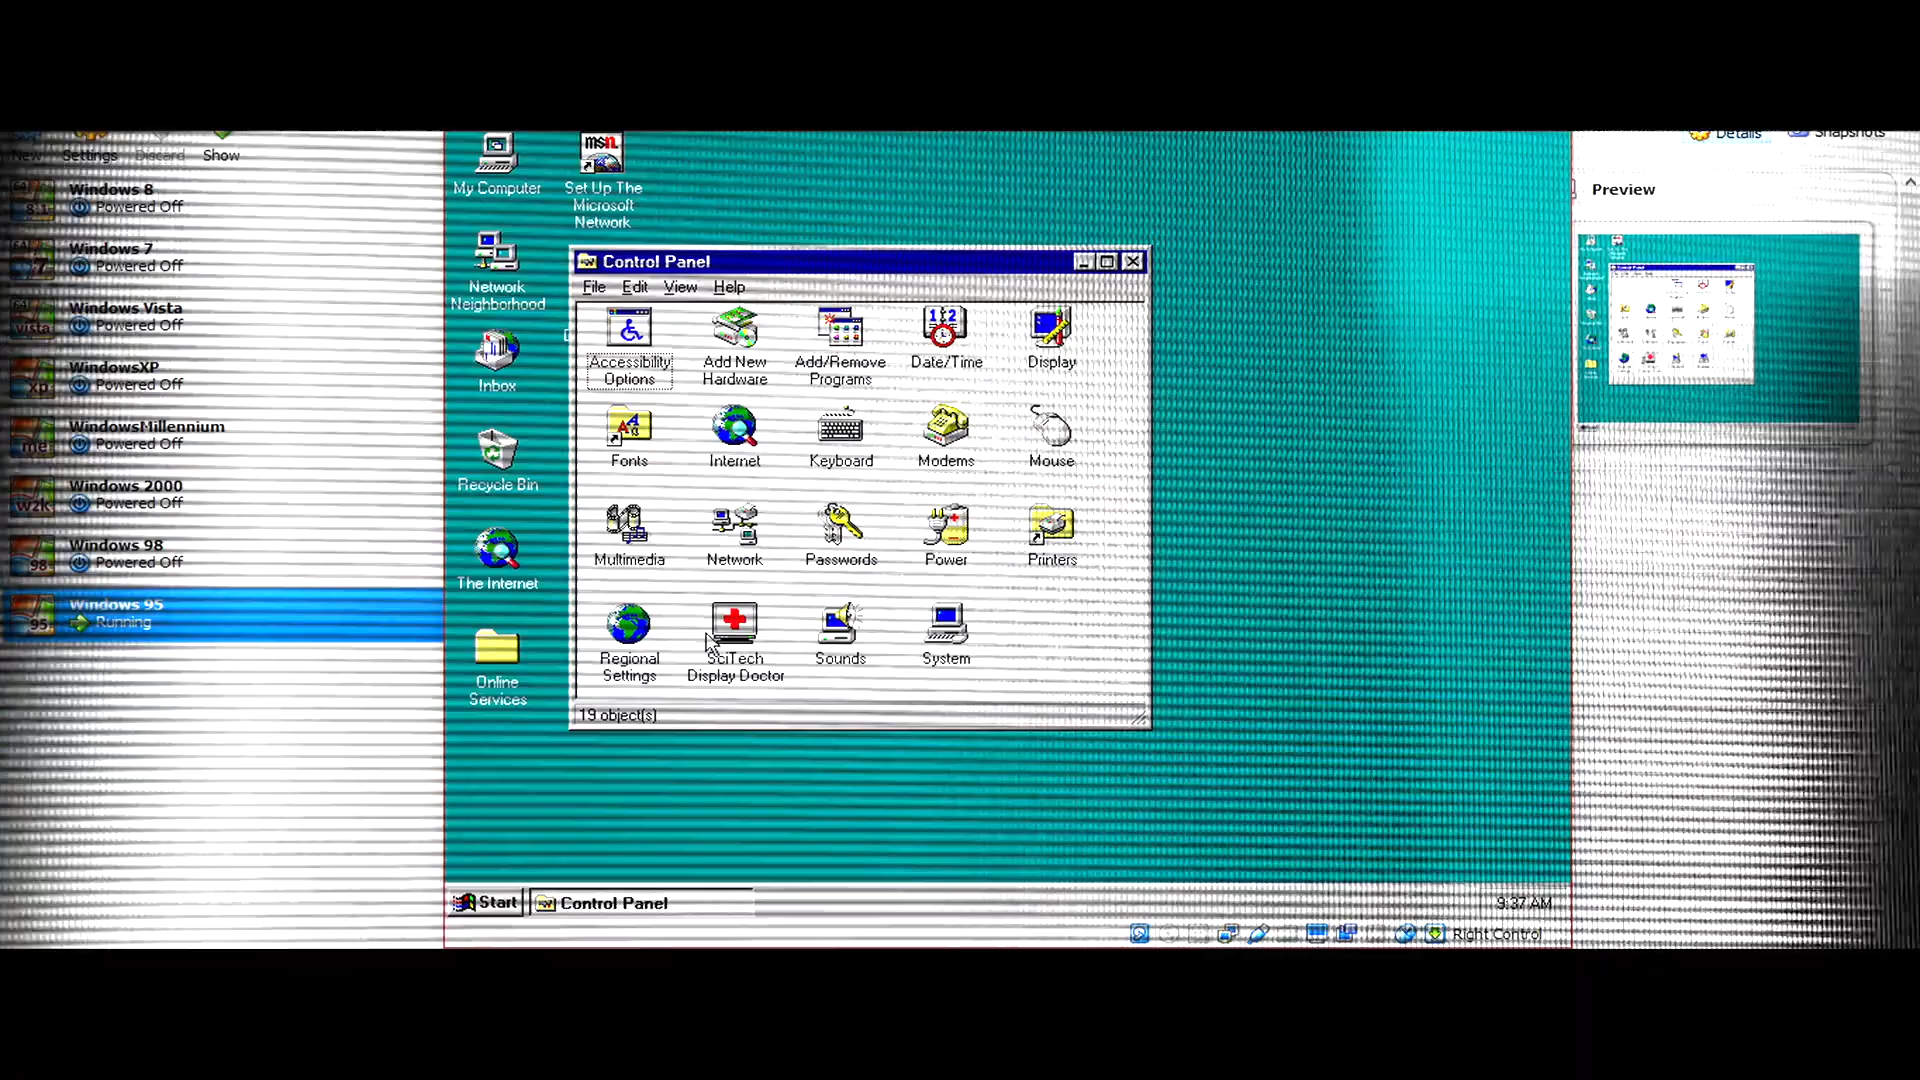 New Settings Discard Show
Windows 8
Powered Off
Windows 7
Powered Off
Windows Vista
Powered Off
WindowsXP
Powered Off
WindowsMillennium
Powered Off
Windows 2000
Powered Off
Windows 98
Powered Off
Windows 95
Running
My Computer
msn
Set Up The
Microsoft
Network
Network
Neighborhood
Inbox
Recycle Bin
The Internet
Online
Services
Control Panel
File Edit View Help
Accessibility
Options
Add New
Hardware
Add/Remove
Programs
Date/Time
Display
Fonts
Internet
Keyboard
Modems
Mouse
Multimedia
Network
Passwords
Power
Printers
Regional
Settings
SciTech
Display Doctor
Sounds
System
19 object(s)
Start
Control Panel
9:37 AM
Right Control
Details
Snapshots
Preview